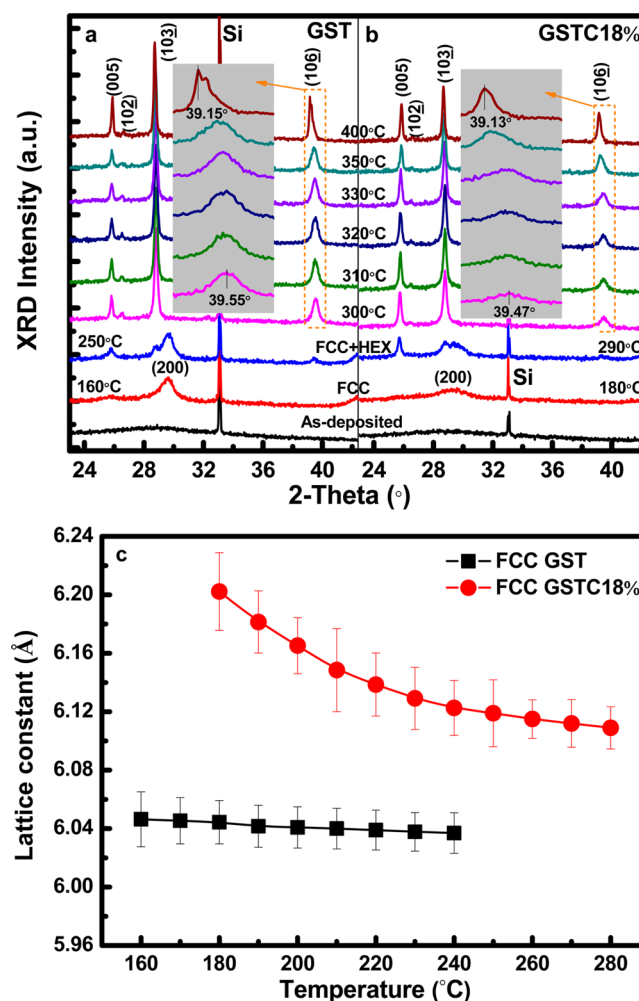 a
Si
GST
b
GSTC18%
(005)
(102)
(103)
(106)
(005)
(102)
(103)
(106)
39.15°
39.13°
400°C
350°C
330°C
320°C
310°C
300°C
39.55°
39.47°
250°C
FCC+HEX
290°C
(200)
(200)
Si
160°C
FCC
180°C
As-deposited
XRD Intensity (a.u.)
24 28 32 36 40 24 28 32 36 40
2-Theta (°)
c
FCC GST
FCC GSTC18%
6.24
6.20
6.16
6.12
6.08
6.04
6.00
5.96
Lattice constant (Å)
160 180 200 220 240 260 280
Temperature (°C)